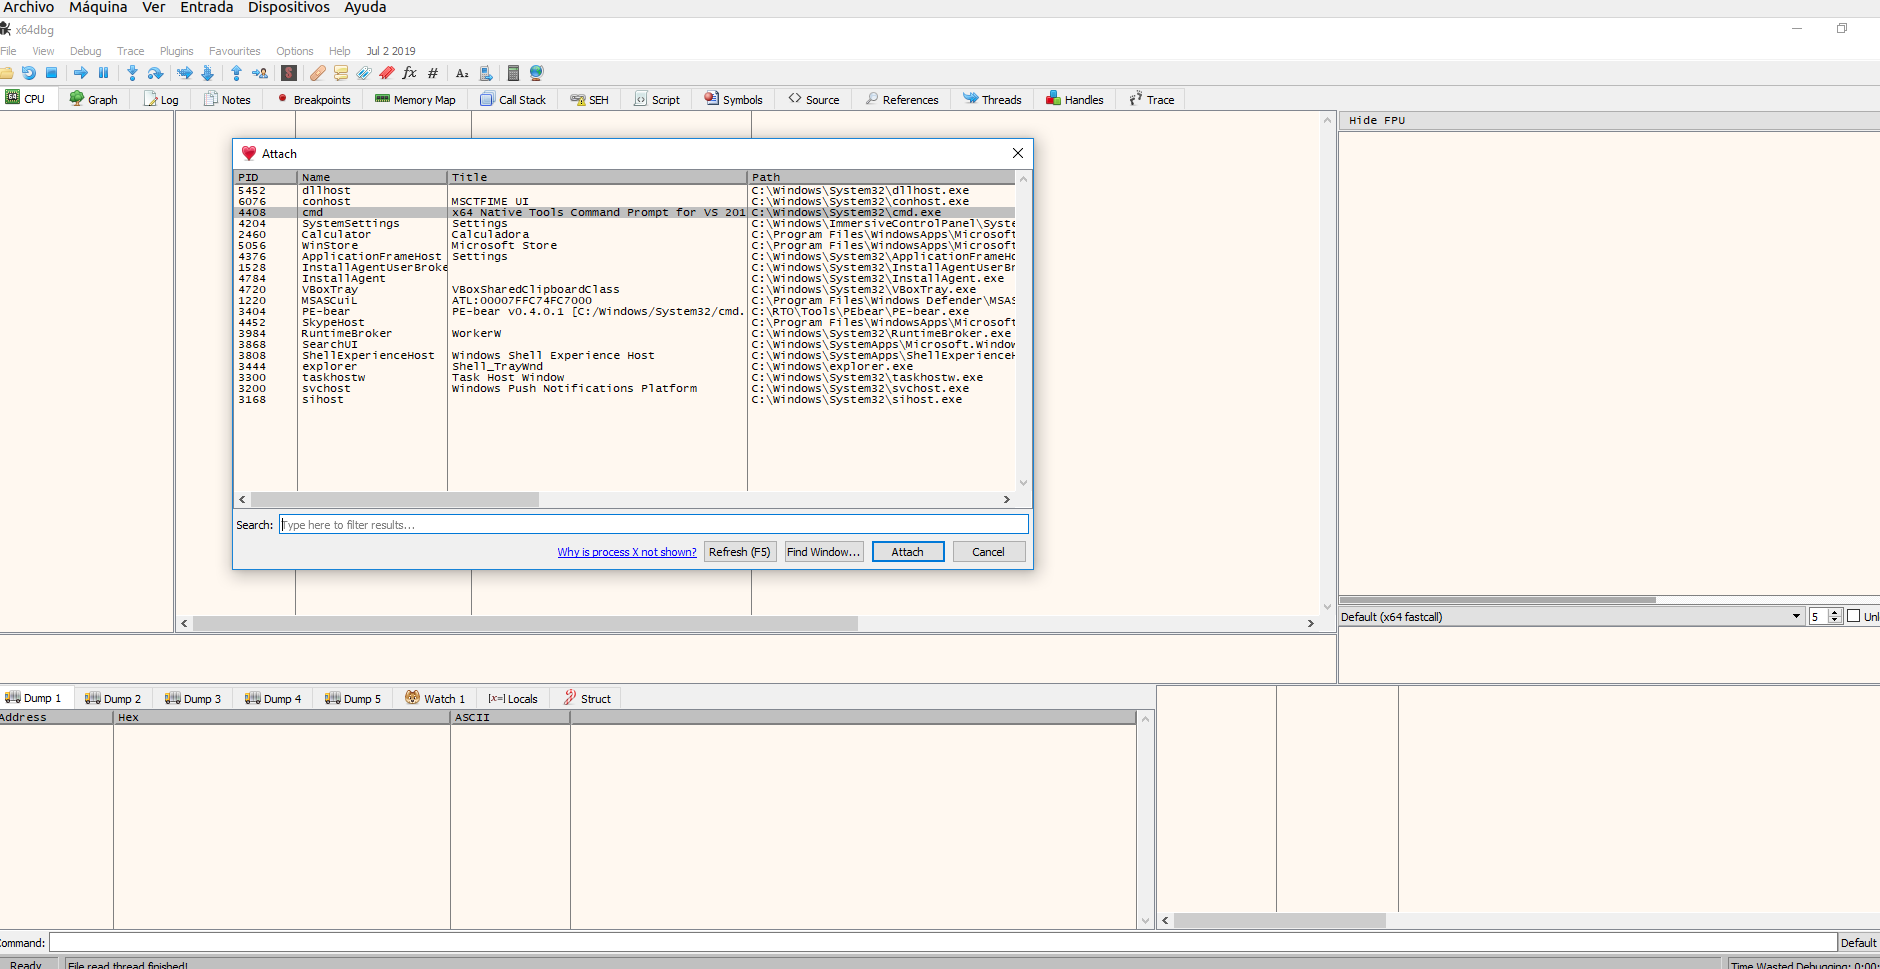 Archivo Máquina Ver Entrada Dispositivos Ayuda
x64dbg
File View Debug Trace Plugins Favourites Options Help Jul 2 2019
CPU Graph Log Notes Breakpoints Memory Map Call Stack SEH Script Symbols Source References Threads Handles Trace
Hide FPU
Attach
PID Name Title Path
5452 dllhost C:\Windows\System32\dllhost.exe
6076 conhost MSCTFIME UI C:\Windows\System32\conhost.exe
4408 cmd x64 Native Tools Command Prompt for VS 201 C:\Windows\System32\cmd.exe
4204 SystemSettings Settings C:\Windows\ImmersiveControlPanel\Syste
2460 Calculator Calculadora C:\Program Files\WindowsApps\Microsoft
5056 WinStore Microsoft Store C:\Program Files\WindowsApps\Microsoft
4376 ApplicationFrameHost Settings C:\Windows\System32\ApplicationFrameHo
1528 InstallAgentUserBroke C:\Windows\System32\InstallAgentUserBr
4784 InstallAgent C:\Windows\System32\InstallAgent.exe
4720 VBoxTray VBoxSharedClipboardClass C:\Windows\System32\VBoxTray.exe
1220 MSASCuiL ATL:00007FFC74FC7000 C:\Program Files\Windows Defender\MSAS
3404 PE-bear PE-bear v0.4.0.1 [C:/Windows/System32/cmd. C:\RTO\Tools\PEbear\PE-bear.exe
4452 SkypeHost C:\Program Files\WindowsApps\Microsoft
3984 RuntimeBroker WorkerW C:\Windows\System32\RuntimeBroker.exe
3868 SearchUI C:\Windows\SystemApps\Microsoft.Window
3808 ShellExperienceHost Windows Shell Experience Host C:\Windows\SystemApps\ShellExperienceH
3444 explorer Shell_TrayWnd C:\Windows\explorer.exe
3300 taskhostw Task Host Window C:\Windows\System32\taskhostw.exe
3200 svchost Windows Push Notifications Platform C:\Windows\System32\svchost.exe
3168 sihost C:\Windows\System32\sihost.exe
Search: Type here to filter results...
Why is process X not shown? Refresh (F5) Find Window... Attach Cancel
Default (x64 fastcall) 5 Unl
Dump 1 Dump 2 Dump 3 Dump 4 Dump 5 Watch 1 [x=] Locals Struct
Address Hex ASCII
Command: Default
Ready File read thread finished! Time Wasted Debugging: 0:00: